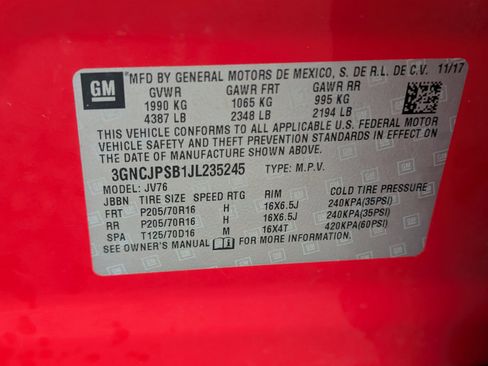 GM
MFD BY GENERAL MOTORS DE MEXICO, S. DE R.L. DE C.V. 11/17
GVWR GAWR FRT GAWR RR
1990 KG 1065 KG 995 KG
4387 LB 2348 LB 2194 LB
THIS VEHICLE CONFORMS TO ALL APPLICABLE U.S. FEDERAL MOTOR
VEHICLE SAFETY AND THEFT PREVENTION STANDARDS IN EFFECT ON THE
DATE OF MANUFACTURE SHOWN ABOVE.
3GNCJPSB1JL235245 TYPE: M.P.V.
MODEL: JV76
JBBN TIRE SIZE SPEED RTG RIM COLD TIRE PRESSURE
FRT P205/70R16 H 16X6.5J 240KPA(35PSI)
RR P205/70R16 H 16X6.5J 240KPA(35PSI)
SPA T125/70D16 M 16X4T 420KPA(60PSI)
SEE OWNER'S MANUAL FOR MORE INFORMATION.